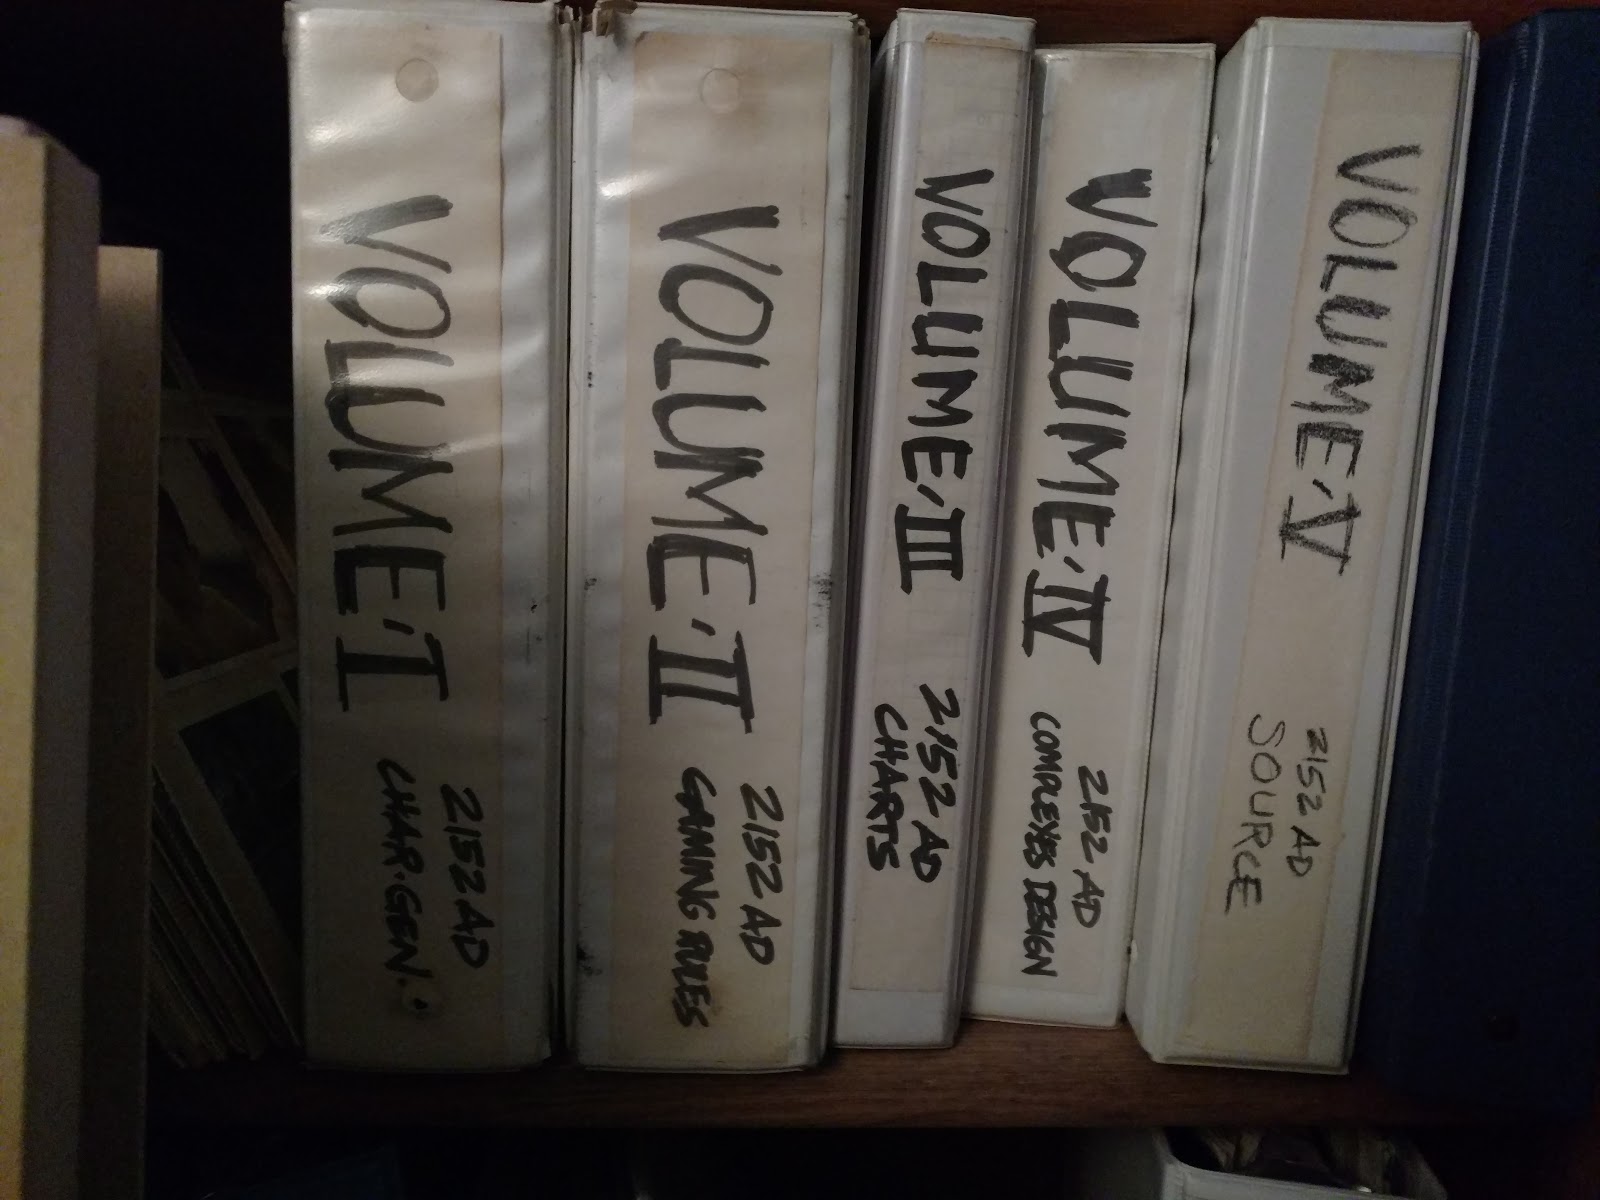 VOLUME·I
2152 AD
CHAR·GEN.
VOLUME·II
2152 AD
GAMING RULES
VOLUME·III
2152 AD
CHARTS
VOLUME·IV
2152 AD
COMPLEXES DESIGN
VOLUME·V
2152 AD
SOURCE